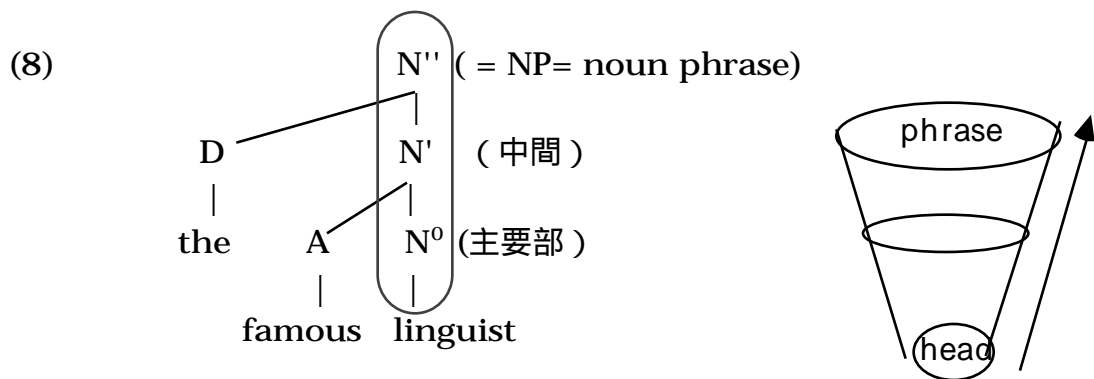 (8) N'' ( = NP= noun phrase)
phrase
D N' ( 中間 )
the A N⁰ (主要部 )
famous linguist
head